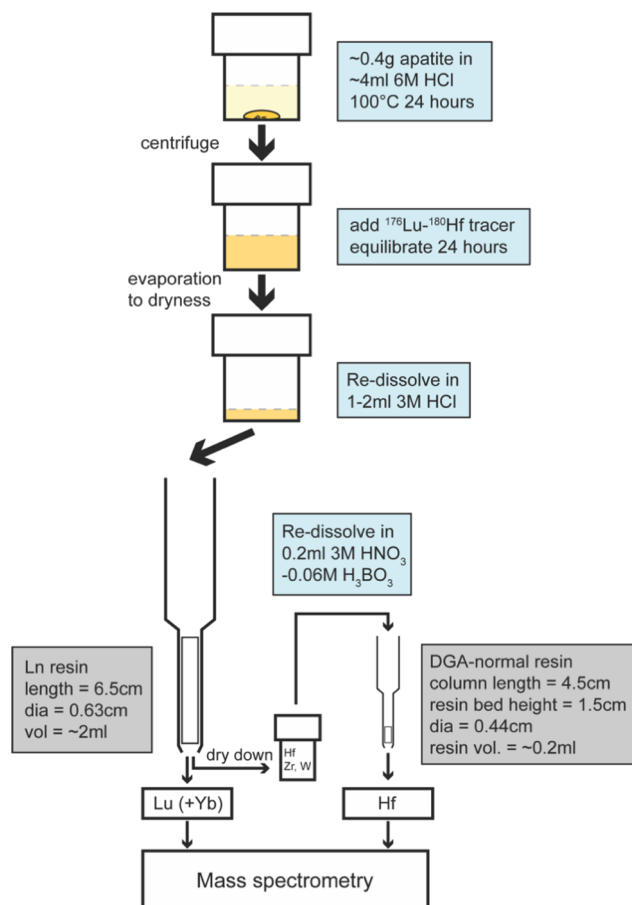 ~0.4g apatite in
~4ml 6M HCl
100°C 24 hours
centrifuge
add ¹⁷⁶Lu-¹⁸⁰Hf tracer
equilibrate 24 hours
evaporation
to dryness
Re-dissolve in
1-2ml 3M HCl
Re-dissolve in
0.2ml 3M HNO₃
-0.06M H₃BO₃
Ln resin
length = 6.5cm
dia = 0.63cm
vol = ~2ml
DGA-normal resin
column length = 4.5cm
resin bed height = 1.5cm
dia = 0.44cm
resin vol. = ~0.2ml
dry down
Hf
Zr, W
Lu (+Yb)
Hf
Mass spectrometry